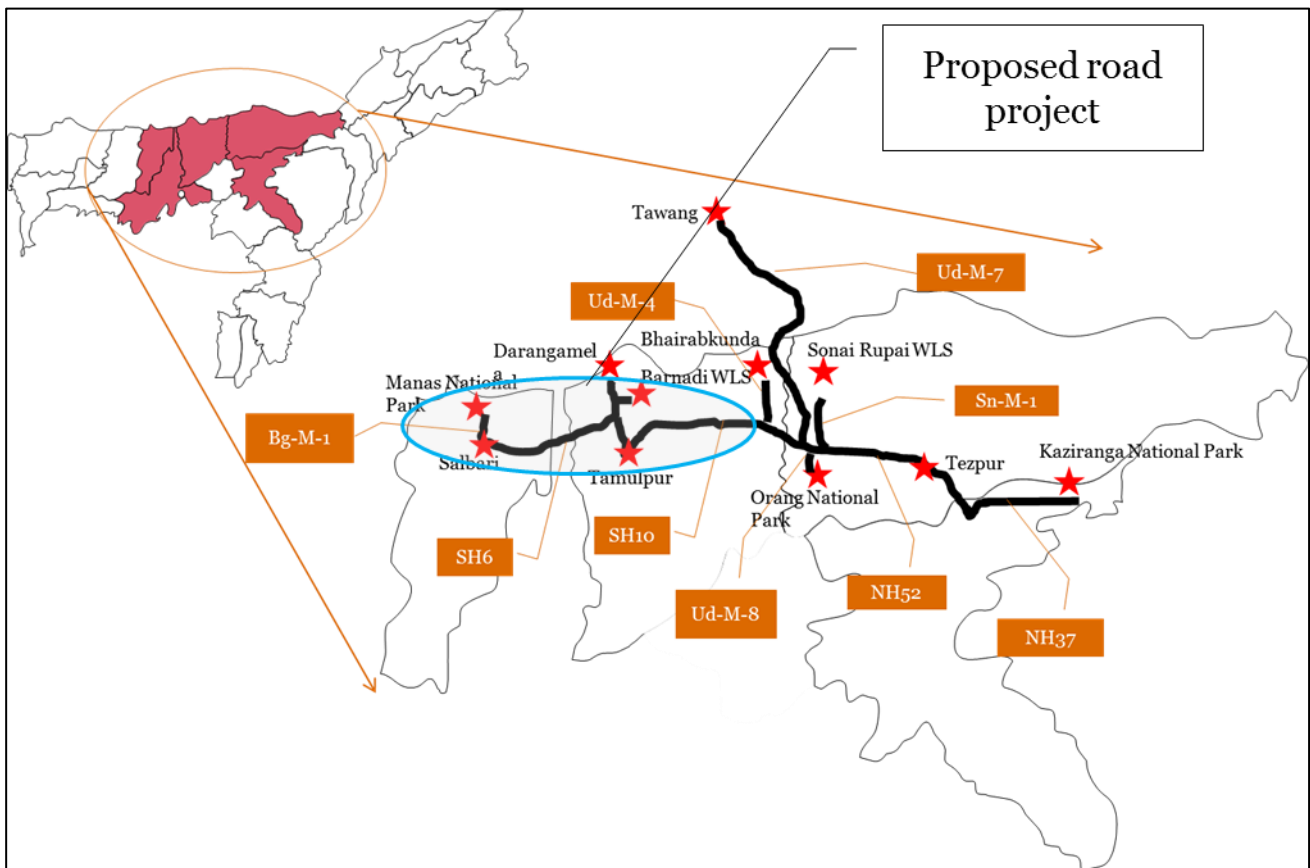 Proposed road
project
Tawang
Ud-M-7
Ud-M-4
Bhairabkunda
Sonai Rupai WLS
Darangamel
a
Barnadi WLS
Manas National
Park
Sn-M-1
Bg-M-1
Salbari
Tamulpur
Kaziranga National Park
Tezpur
Orang National
Park
SH6
SH10
Ud-M-8
NH52
NH37